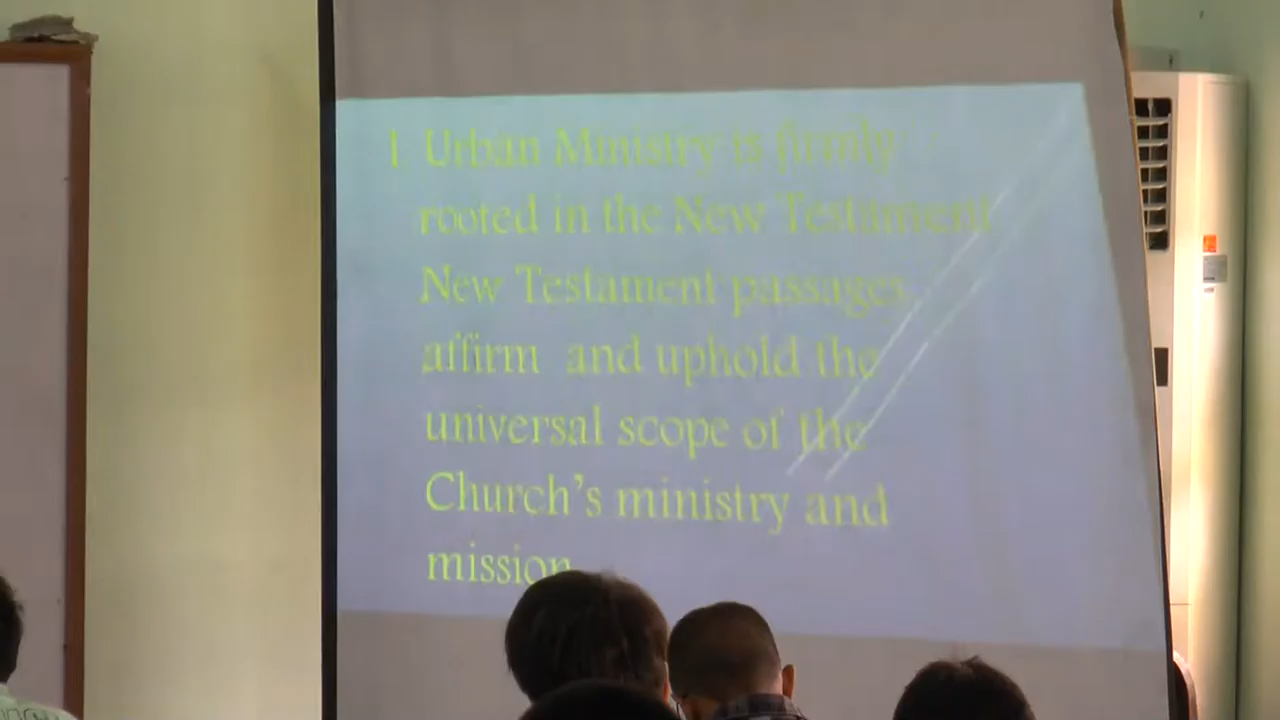 1. Urban Ministry is firmly
rooted in the New Testament
New Testament passages
affirm and uphold the
universal scope of the
Church's ministry and
mission